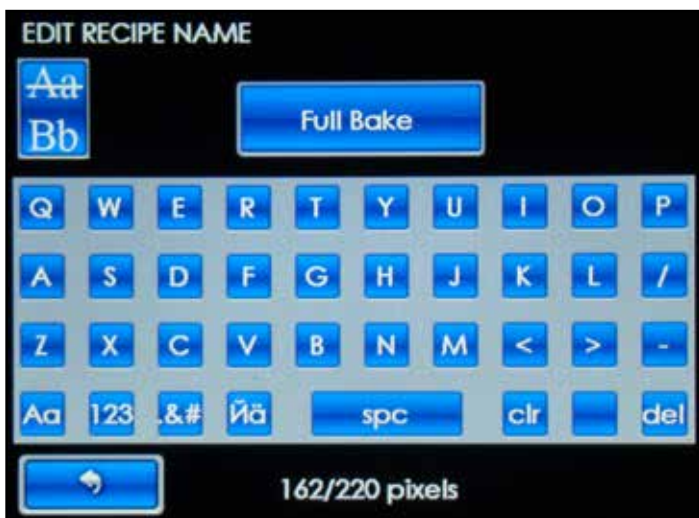 EDIT RECIPE NAME
Aa
Bb
Full Bake
Q W E R T Y U I O P
A S D F G H J K L /
Z X C V B N M < > -
Aa 123 .&# Йä spc clr del
162/220 pixels